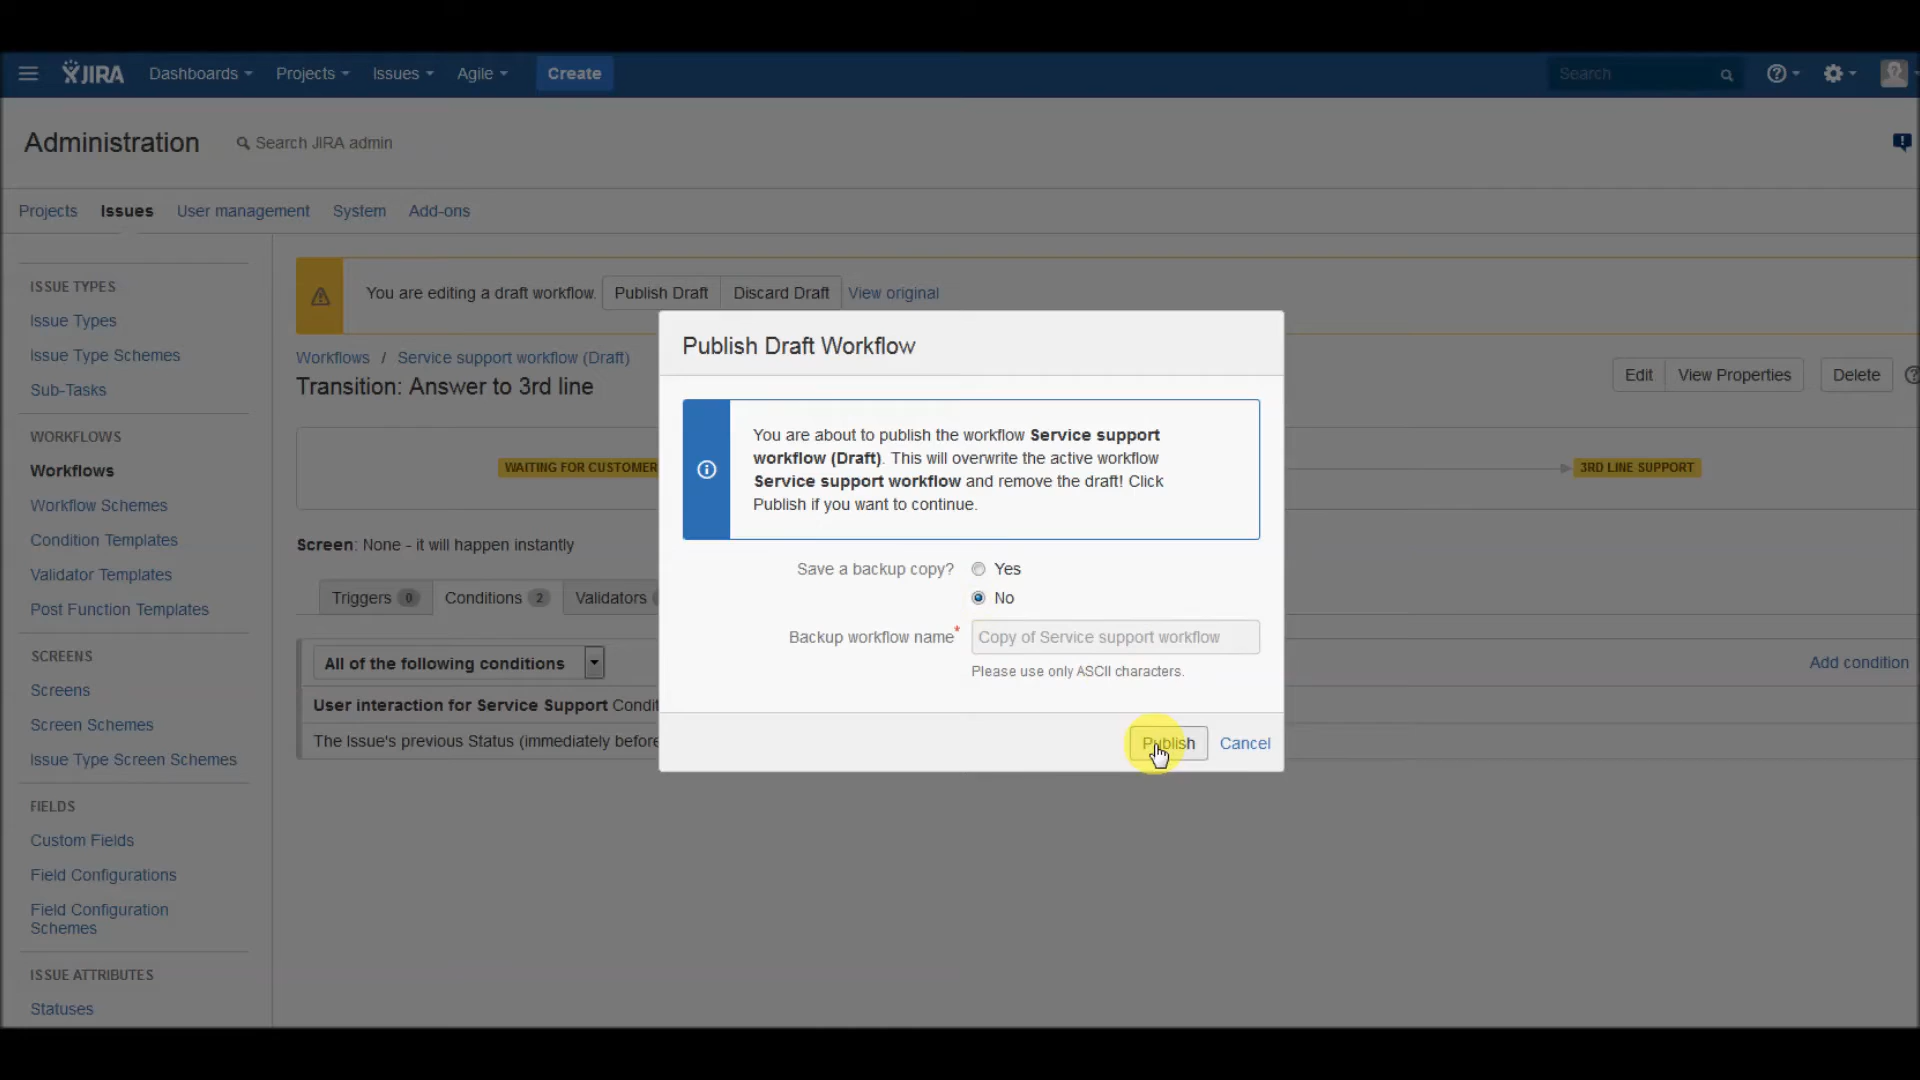 JIRA Dashboards Projects Issues Agile Create Search
Administration Search JIRA admin
Projects Issues User management System Add-ons
ISSUE TYPES
Issue Types
Issue Type Schemes
Sub-Tasks
WORKFLOWS
Workflows
Workflow Schemes
Condition Templates
Validator Templates
Post Function Templates
SCREENS
Screens
Screen Schemes
Issue Type Screen Schemes
FIELDS
Custom Fields
Field Configurations
Field Configuration
Schemes
ISSUE ATTRIBUTES
Statuses
You are editing a draft workflow. Publish Draft Discard Draft View original
Workflows / Service support workflow (Draft)
Transition: Answer to 3rd line
Edit View Properties Delete
WAITING FOR CUSTOMER
3RD LINE SUPPORT
Screen: None - it will happen instantly
Triggers 0 Conditions 2 Validators
All of the following conditions
Add condition
User interaction for Service Support Condi
The Issue's previous Status (immediately before
Publish Draft Workflow
You are about to publish the workflow Service support
workflow (Draft). This will overwrite the active workflow
Service support workflow and remove the draft! Click
Publish if you want to continue.
Save a backup copy? Yes
No
Backup workflow name* Copy of Service support workflow
Please use only ASCII characters.
Publish Cancel